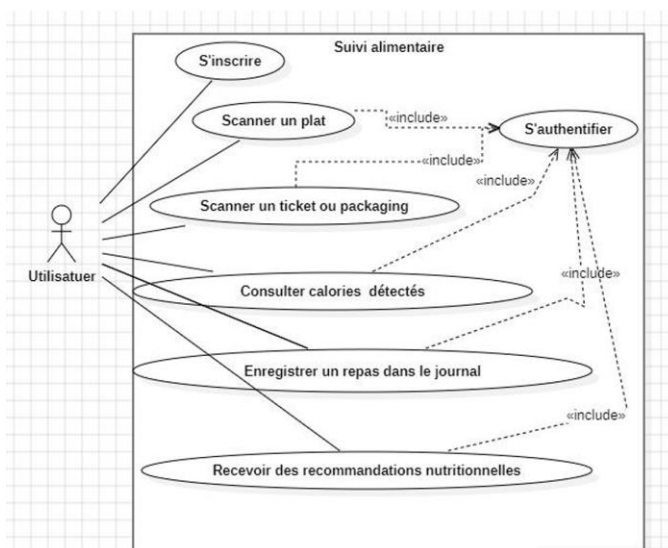 Suivi alimentaire
S'inscrire
Scanner un plat
«include»
S'authentifier
«include»
«include»
Scanner un ticket ou packaging
Utilisatuer
«include»
Consulter calories détectés
Enregistrer un repas dans le journal
«include»
Recevoir des recommandations nutritionnelles